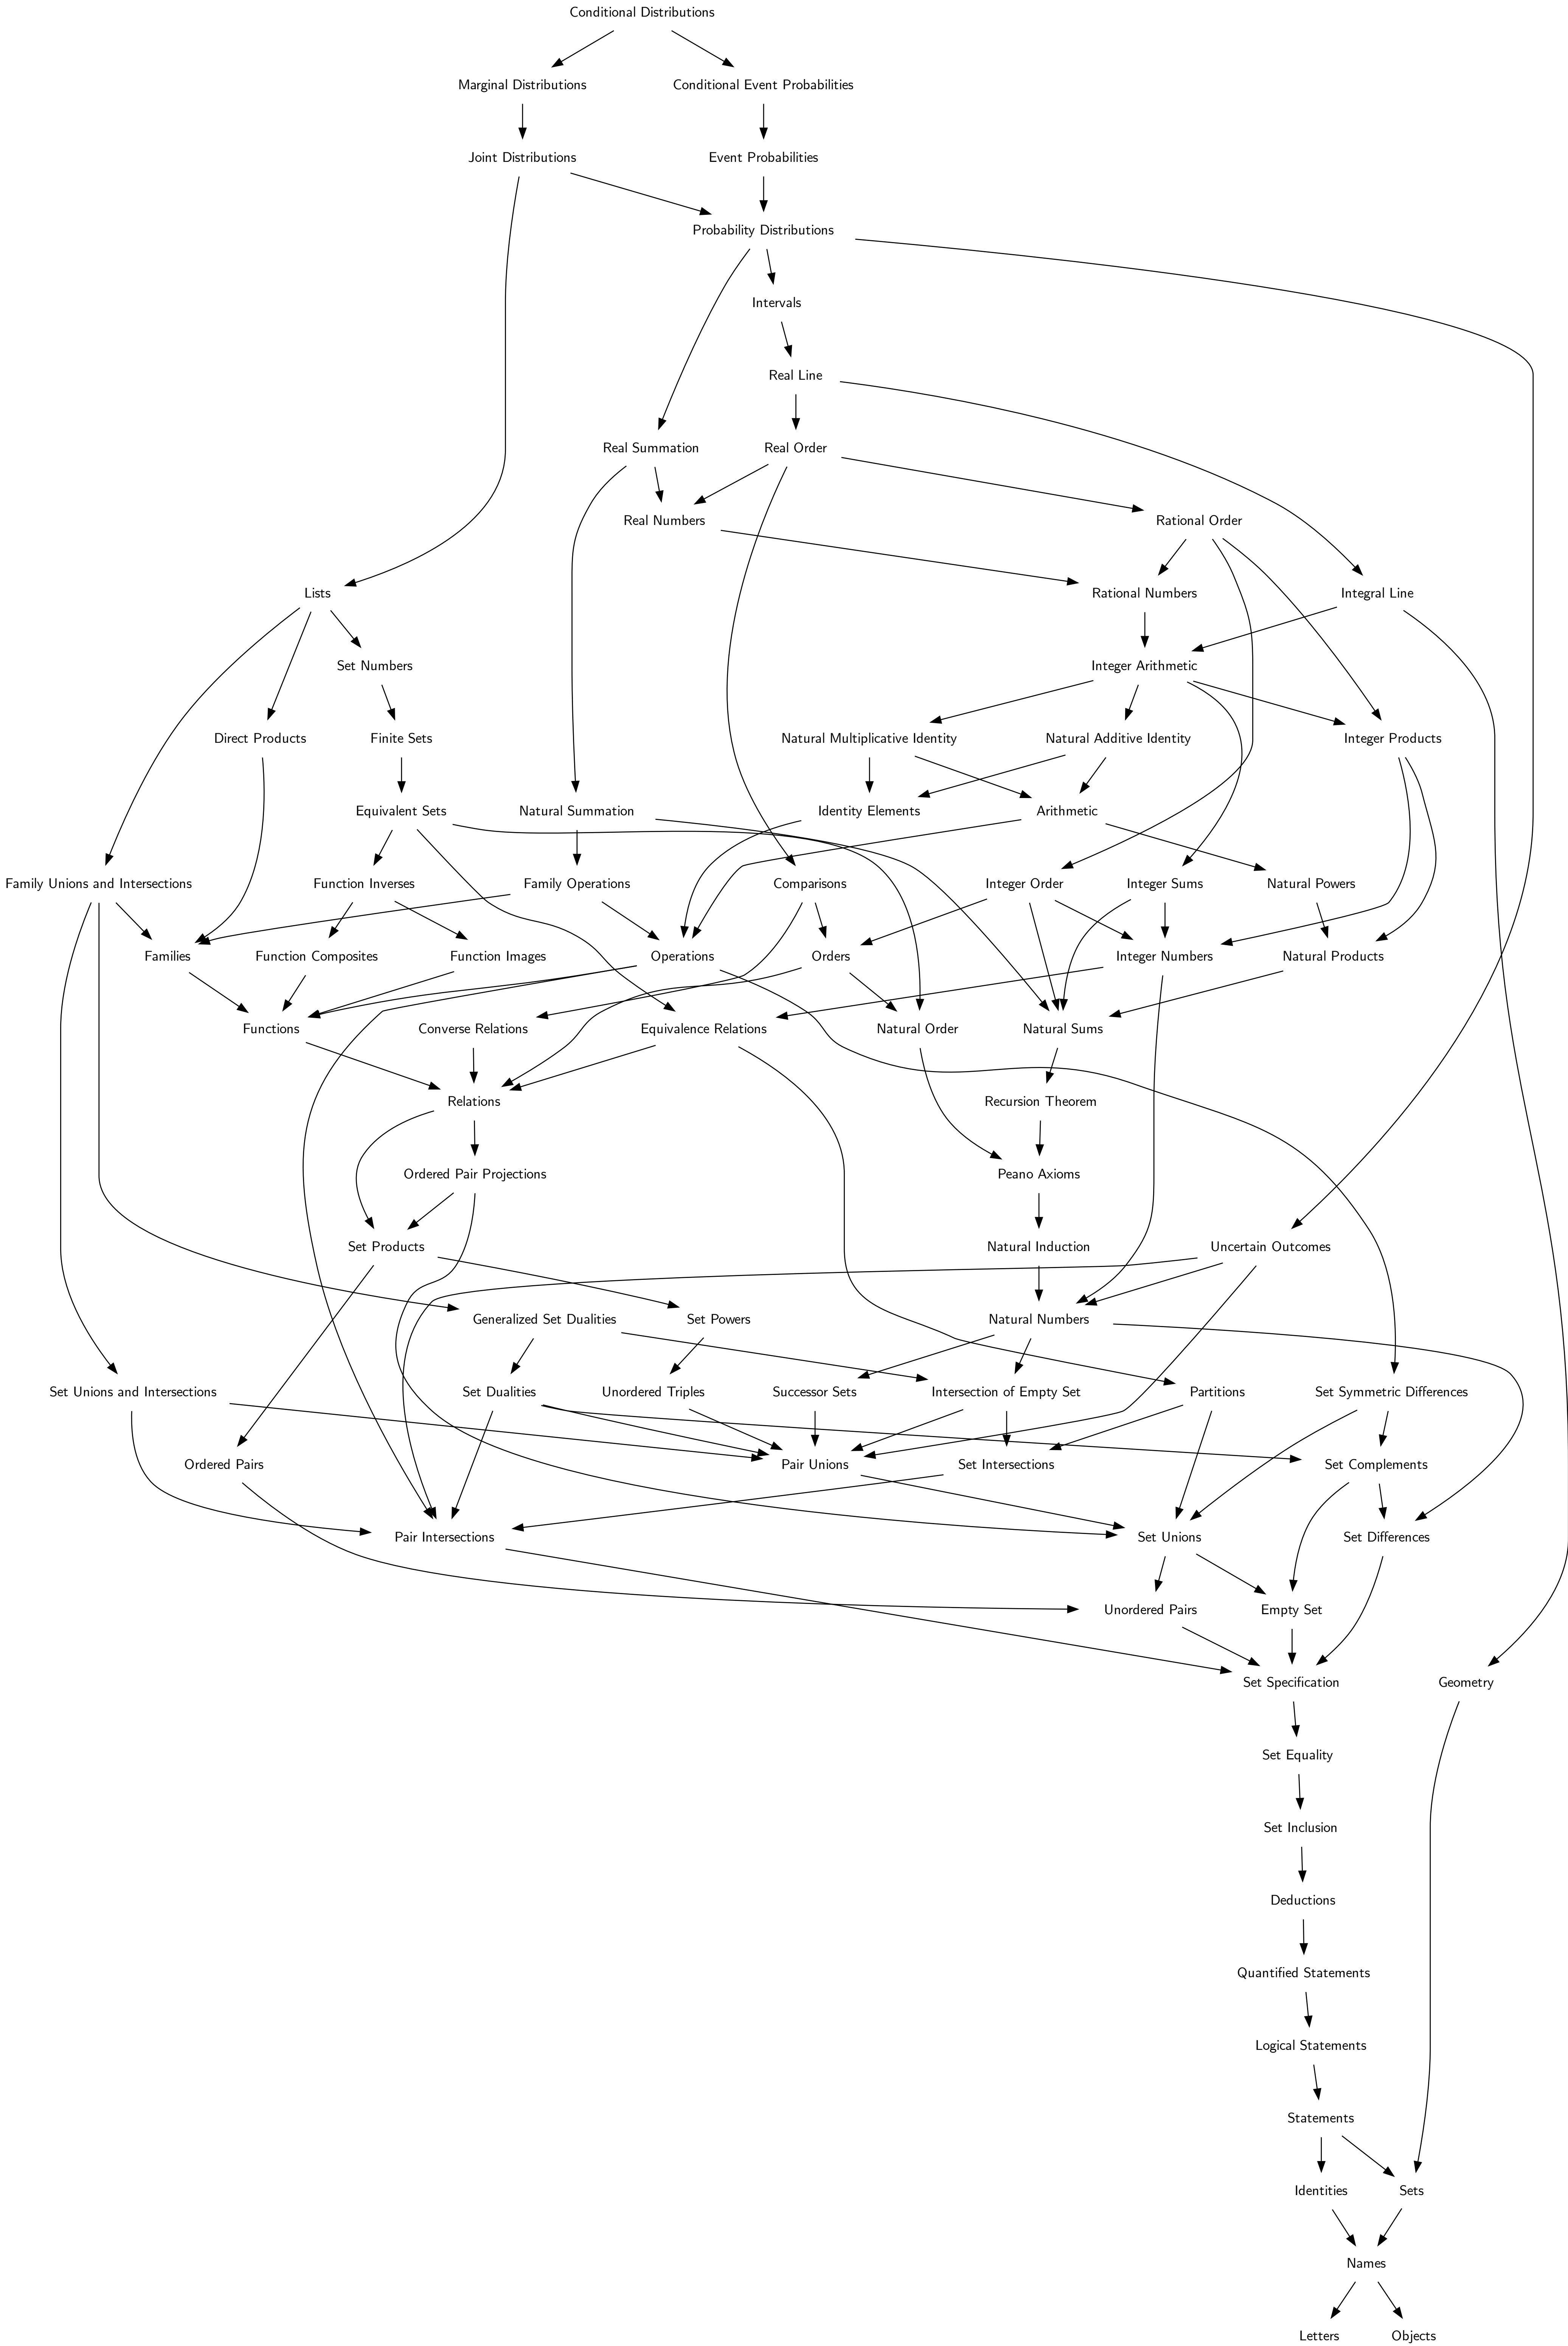 Conditional Distributions
Marginal Distributions
Conditional Event Probabilities
Joint Distributions
Event Probabilities
Probability Distributions
Intervals
Real Line
Real Summation
Real Order
Real Numbers
Rational Order
Lists
Rational Numbers
Integral Line
Set Numbers
Integer Arithmetic
Direct Products
Finite Sets
Natural Multiplicative Identity
Natural Additive Identity
Integer Products
Equivalent Sets
Natural Summation
Identity Elements
Arithmetic
Family Unions and Intersections
Function Inverses
Family Operations
Comparisons
Integer Order
Integer Sums
Natural Powers
Families
Function Composites
Function Images
Operations
Orders
Integer Numbers
Natural Products
Functions
Converse Relations
Equivalence Relations
Natural Order
Natural Sums
Relations
Recursion Theorem
Ordered Pair Projections
Peano Axioms
Set Products
Natural Induction
Uncertain Outcomes
Generalized Set Dualities
Set Powers
Natural Numbers
Set Unions and Intersections
Set Dualities
Unordered Triples
Successor Sets
Intersection of Empty Set
Partitions
Set Symmetric Differences
Ordered Pairs
Pair Unions
Set Intersections
Set Complements
Pair Intersections
Set Unions
Set Differences
Unordered Pairs
Empty Set
Set Specification
Geometry
Set Equality
Set Inclusion
Deductions
Quantified Statements
Logical Statements
Statements
Identities
Sets
Names
Letters
Objects